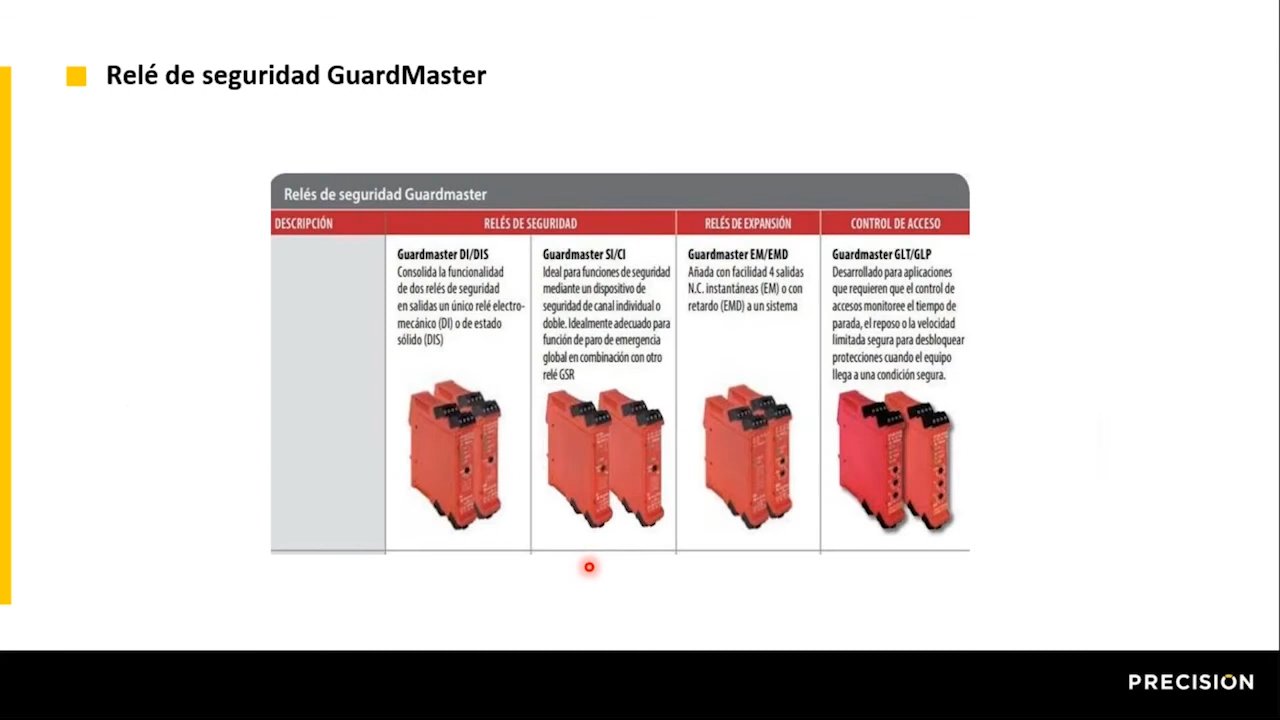 Relé de seguridad GuardMaster
Relés de seguridad Guardmaster
DESCRIPCIÓN
RELÉS DE SEGURIDAD
RELÉS DE EXPANSIÓN
CONTROL DE ACCESO
Guardmaster DI/DIS
Consolida la funcionalidad
de dos relés de seguridad
en salidas un único relé electro-
mecánico (DI) o de estado
sólido (DIS)
Guardmaster SI/CI
Ideal para funciones de seguridad
mediante un dispositivo de
seguridad de canal individual o
doble. Idealmente adecuado para
función de paro de emergencia
global en combinación con otro
relé GSR
Guardmaster EM/EMD
Añada con facilidad 4 salidas
N.C. instantáneas (EM) o con
retardo (EMD) a un sistema
Guardmaster GLT/GLP
Desarrollado para aplicaciones
que requieren que el control de
accesos monitoree el tiempo de
parada, el reposo o la velocidad
limitada segura para desbloquear
protecciones cuando el equipo
llega a una condición segura.
PRECISIÓN